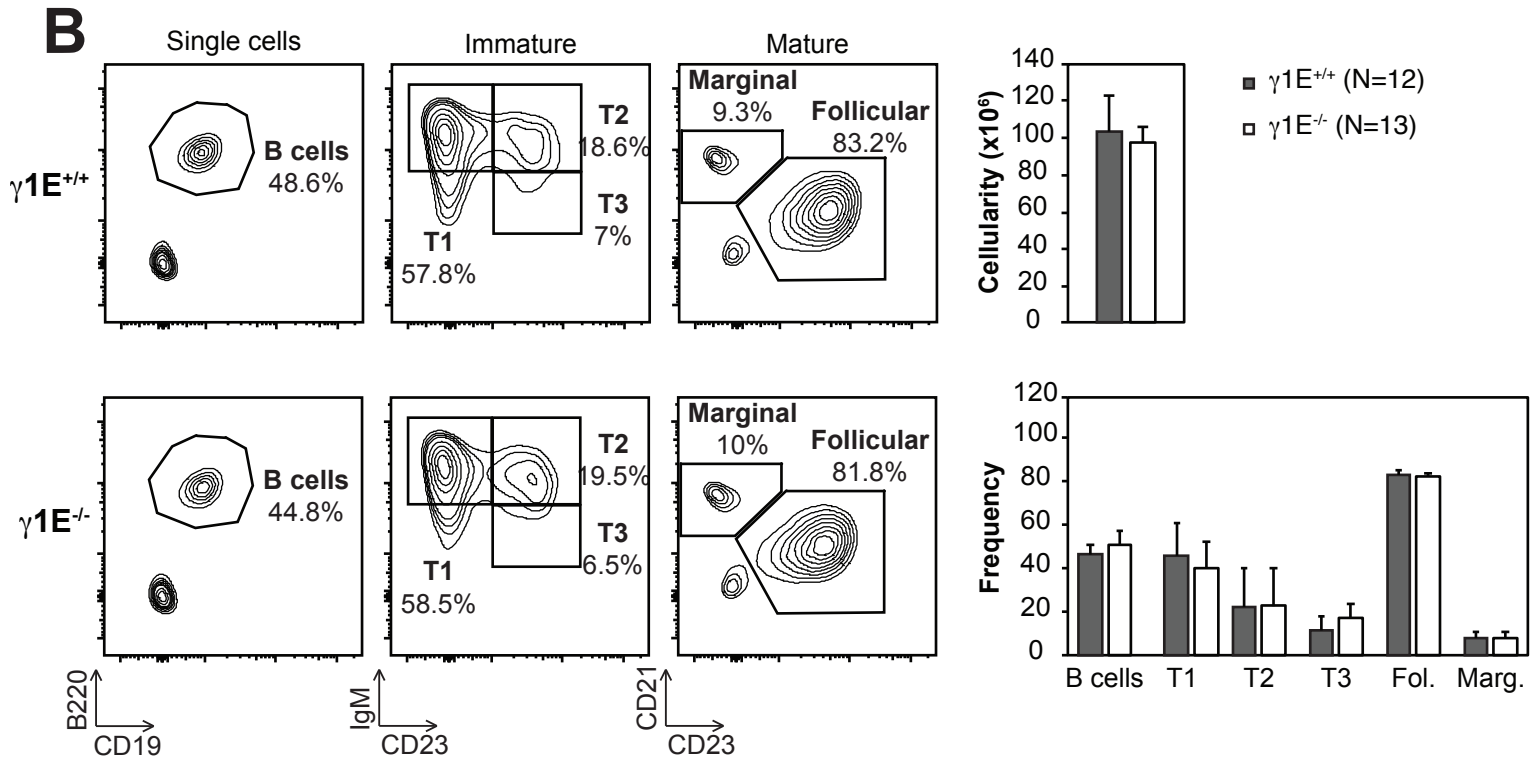 B
Single cells
Immature
Mature
γ1E+/+
B cells
48.6%
T2
18.6%
T3
7%
T1
57.8%
Marginal
9.3%
Follicular
83.2%
Cellularity (x10⁶)
140
120
100
80
60
40
20
0
γ1E+/+ (N=12)
γ1E-/- (N=13)
γ1E-/-
B cells
44.8%
T2
19.5%
T3
6.5%
T1
58.5%
Marginal
10%
Follicular
81.8%
B220
CD19
IgM
CD23
CD21
CD23
Frequency
120
100
80
60
40
20
0
B cells T1 T2 T3 Fol. Marg.